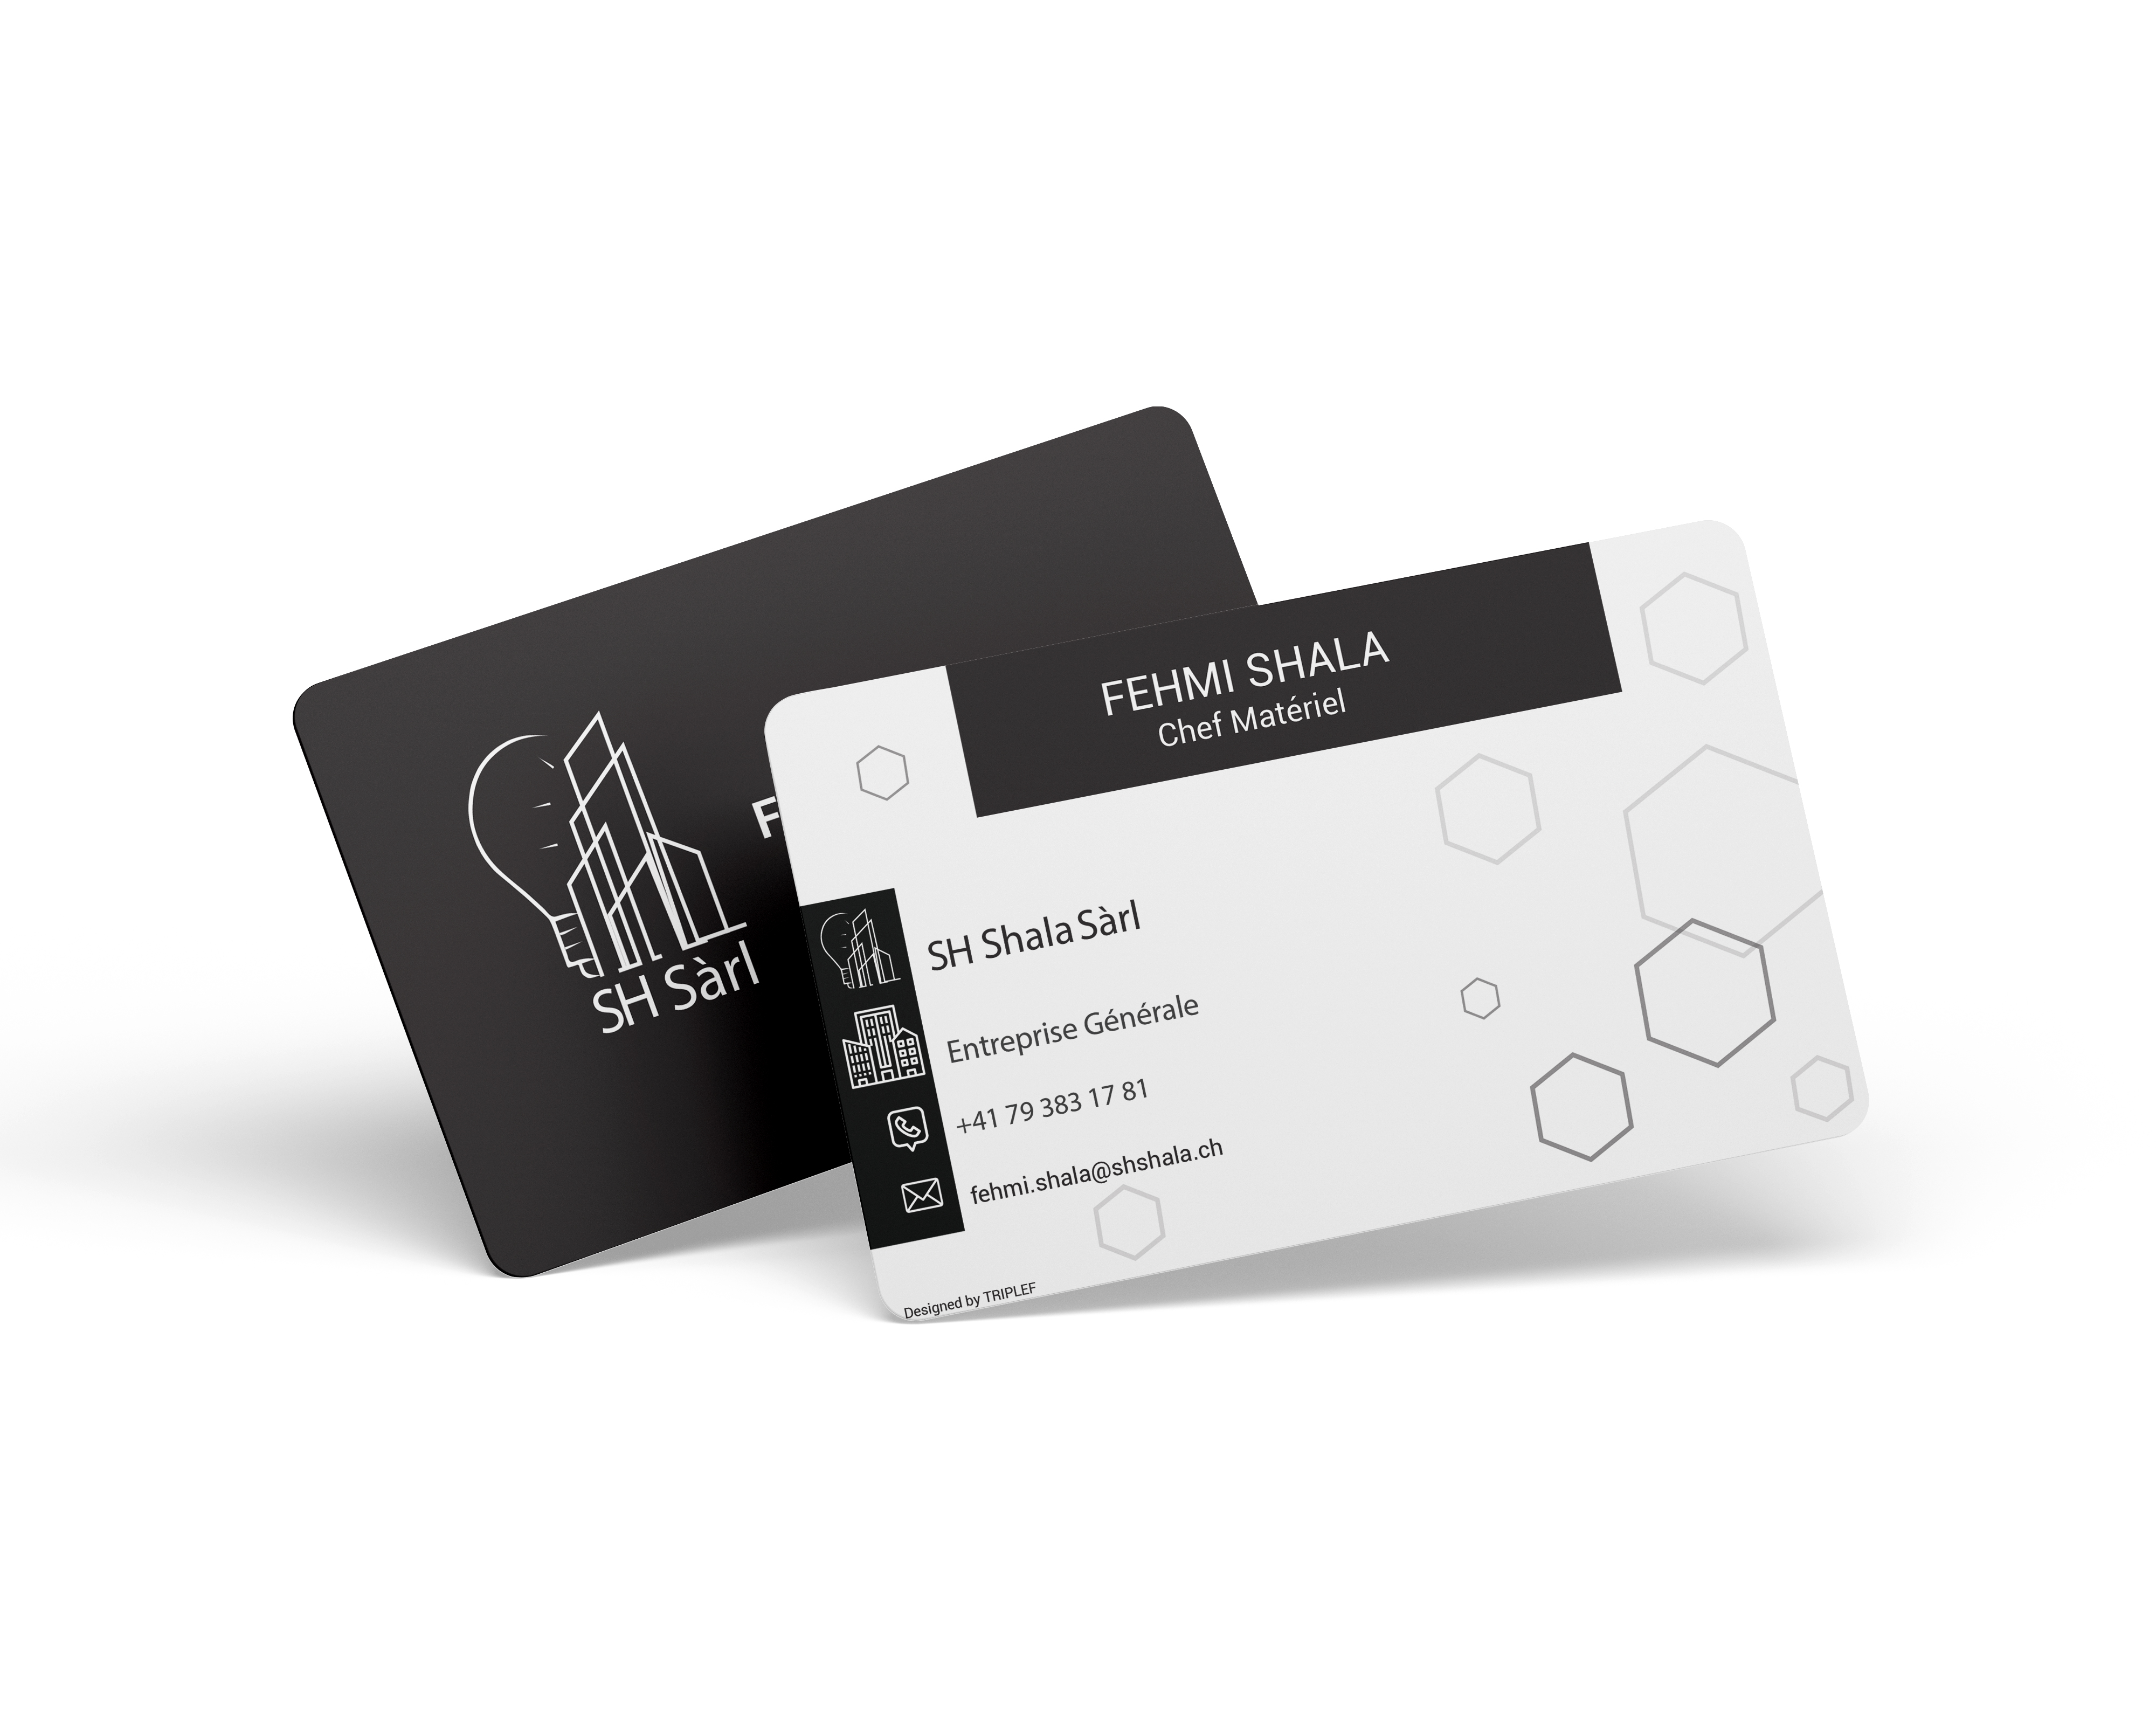 SH Sàrl
F
FEHMI SHALA
Chef Matériel
SH Shala Sàrl
Entreprise Générale
+41 79 383 17 81
fehmi.shala@shshala.ch
Designed by TRIPLEF